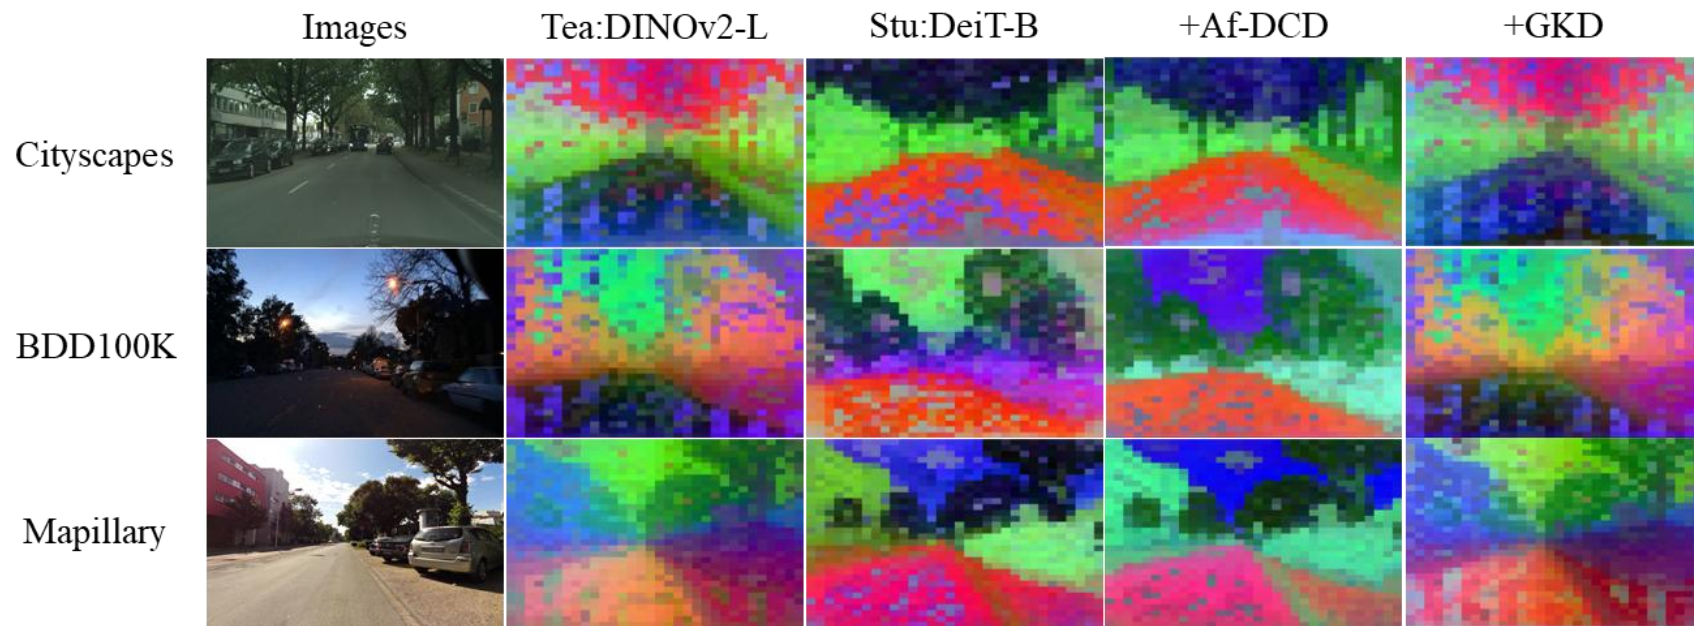 Images Tea:DINOv2-L Stu:DeiT-B +Af-DCD +GKD
Cityscapes
BDD100K
Mapillary